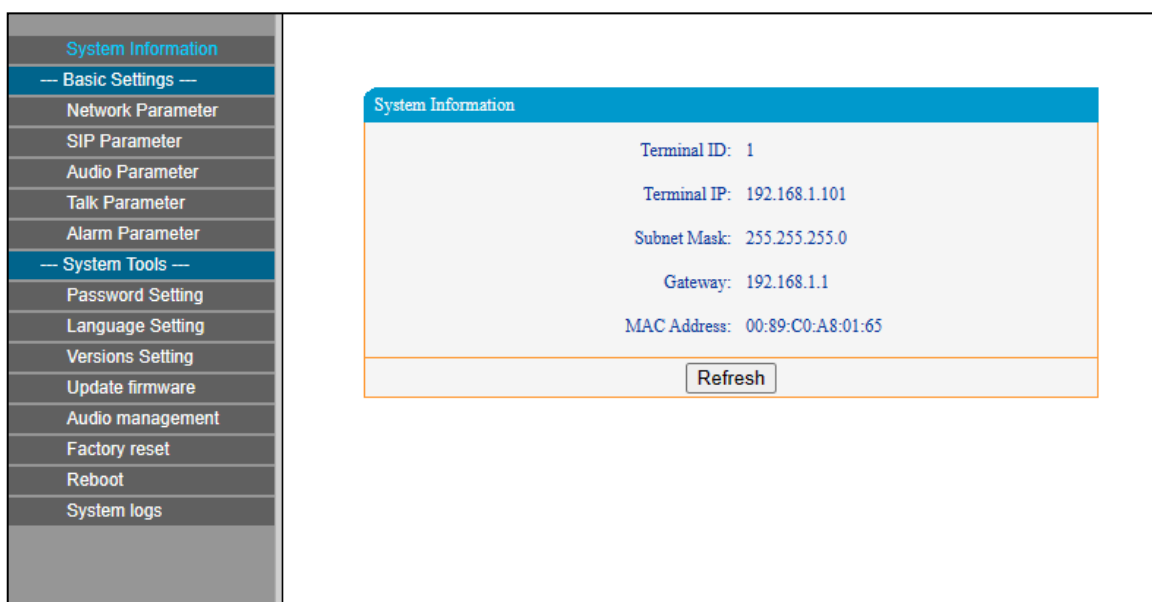 System Information
--- Basic Settings ---
Network Parameter
SIP Parameter
Audio Parameter
Talk Parameter
Alarm Parameter
--- System Tools ---
Password Setting
Language Setting
Versions Setting
Update firmware
Audio management
Factory reset
Reboot
System logs
System Information
Terminal ID: 1
Terminal IP: 192.168.1.101
Subnet Mask: 255.255.255.0
Gateway: 192.168.1.1
MAC Address: 00:89:C0:A8:01:65
Refresh